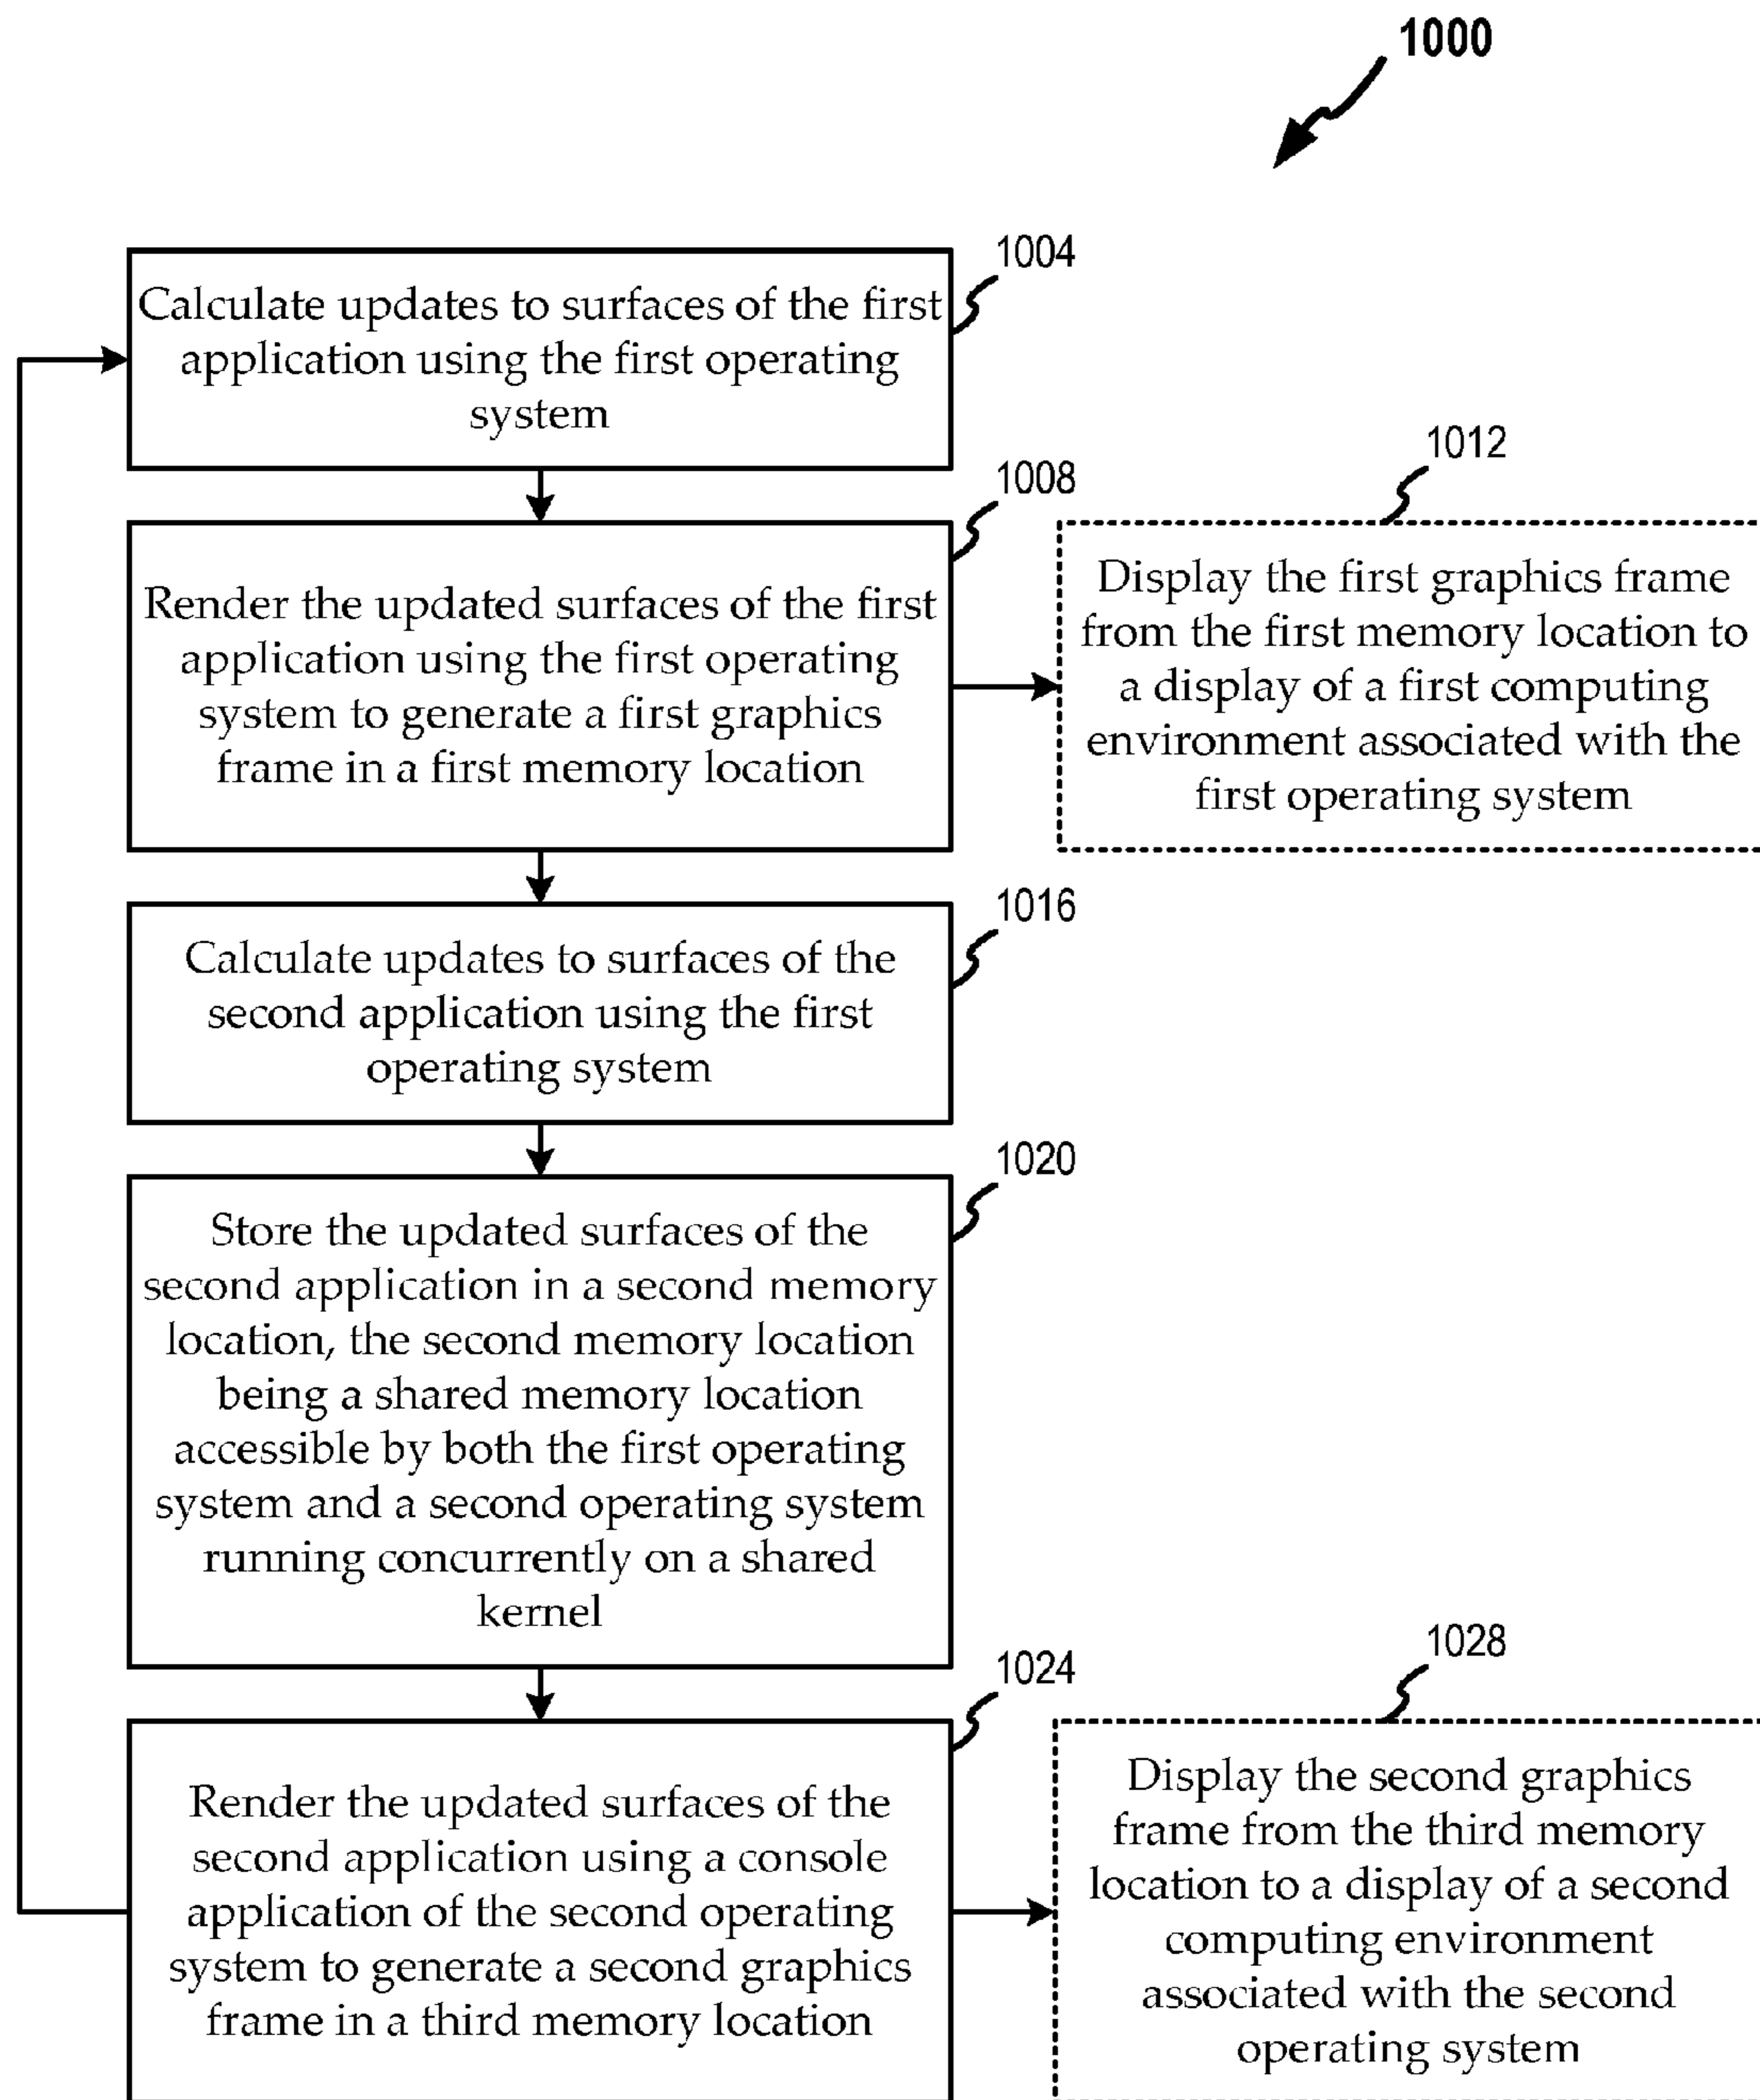 1000
1004
Calculate updates to surfaces of the first
application using the first operating
system
1008
Render the updated surfaces of the first
application using the first operating
system to generate a first graphics
frame in a first memory location
1012
Display the first graphics frame
from the first memory location to
a display of a first computing
environment associated with the
first operating system
1016
Calculate updates to surfaces of the
second application using the first
operating system
1020
Store the updated surfaces of the
second application in a second memory
location, the second memory location
being a shared memory location
accessible by both the first operating
system and a second operating system
running concurrently on a shared
kernel
1024
Render the updated surfaces of the
second application using a console
application of the second operating
system to generate a second graphics
frame in a third memory location
1028
Display the second graphics
frame from the third memory
location to a display of a second
computing environment
associated with the second
operating system